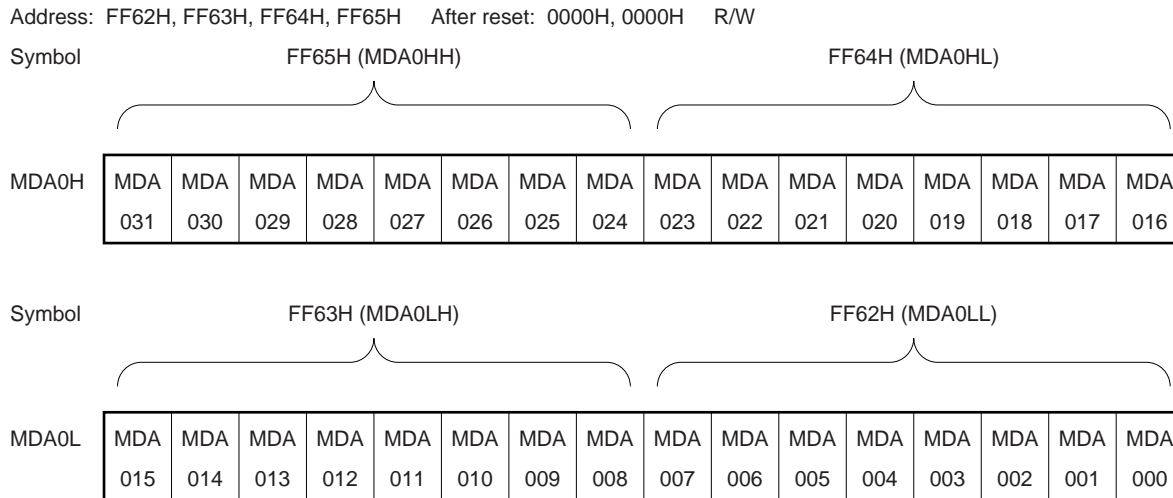 Address: FF62H, FF63H, FF64H, FF65H After reset: 0000H, 0000H R/W
Symbol FF65H (MDA0HH) FF64H (MDA0HL)
MDA0H MDA MDA MDA MDA MDA MDA MDA MDA MDA MDA MDA MDA MDA MDA MDA MDA
031 030 029 028 027 026 025 024 023 022 021 020 019 018 017 016
Symbol FF63H (MDA0LH) FF62H (MDA0LL)
MDA0L MDA MDA MDA MDA MDA MDA MDA MDA MDA MDA MDA MDA MDA MDA MDA MDA
015 014 013 012 011 010 009 008 007 006 005 004 003 002 001 000